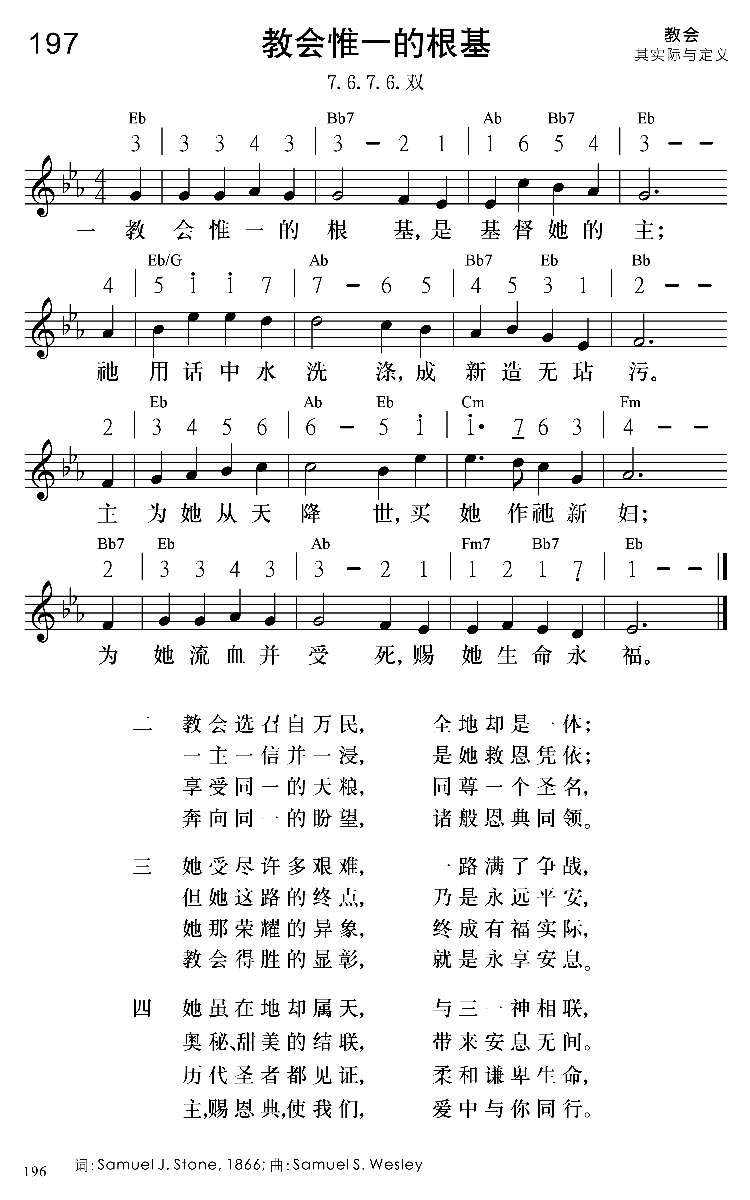 197 教会惟一的根基 教会
其实际与定义
7.6.7.6.双
Eb Bb7 Ab Bb7 Eb
3 | 3 3 4 3 | 3 – 2 1 | 1 6 5 4 | 3 – –
4 4
一 教 会 惟 一 的 根 基, 是 基 督 她 的 主;
Eb/G Ab Bb7 Eb Bb
4 | 5 i i 7 | 7 – 6 5 | 4 5 3 1 | 2 – –
祂 用 话 中 水 洗 涤, 成 新 造 无 玷 污。
Eb Ab Eb Cm Fm
2 | 3 4 5 6 | 6 – 5 i | i· 7 6 3 | 4 – –
主 为 她 从 天 降 世, 买 她 作 祂 新 妇;
Bb7 Eb Ab Fm7 Bb7 Eb
2 | 3 3 4 3 | 3 – 2 1 | 1 2 1 7̣ | 1 – – ‖
为 她 流 血 并 受 死, 赐 她 生 命 永 福。
二 教会选召自万民, 全地却是一体;
一主一信并一浸, 是她救恩凭依;
享受同一的天粮, 同尊一个圣名,
奔向同一的盼望, 诸般恩典同领。
三 她受尽许多艰难, 一路满了争战,
但她这路的终点, 乃是永远平安,
她那荣耀的异象, 终成有福实际,
教会得胜的显彰, 就是永享安息。
四 她虽在地却属天, 与三一神相联,
奥秘、甜美的结联, 带来安息无间。
历代圣者都见证, 柔和谦卑生命,
主,赐恩典,使我们, 爱中与你同行。
196 词: Samuel J. Stone, 1866; 曲: Samuel S. Wesley